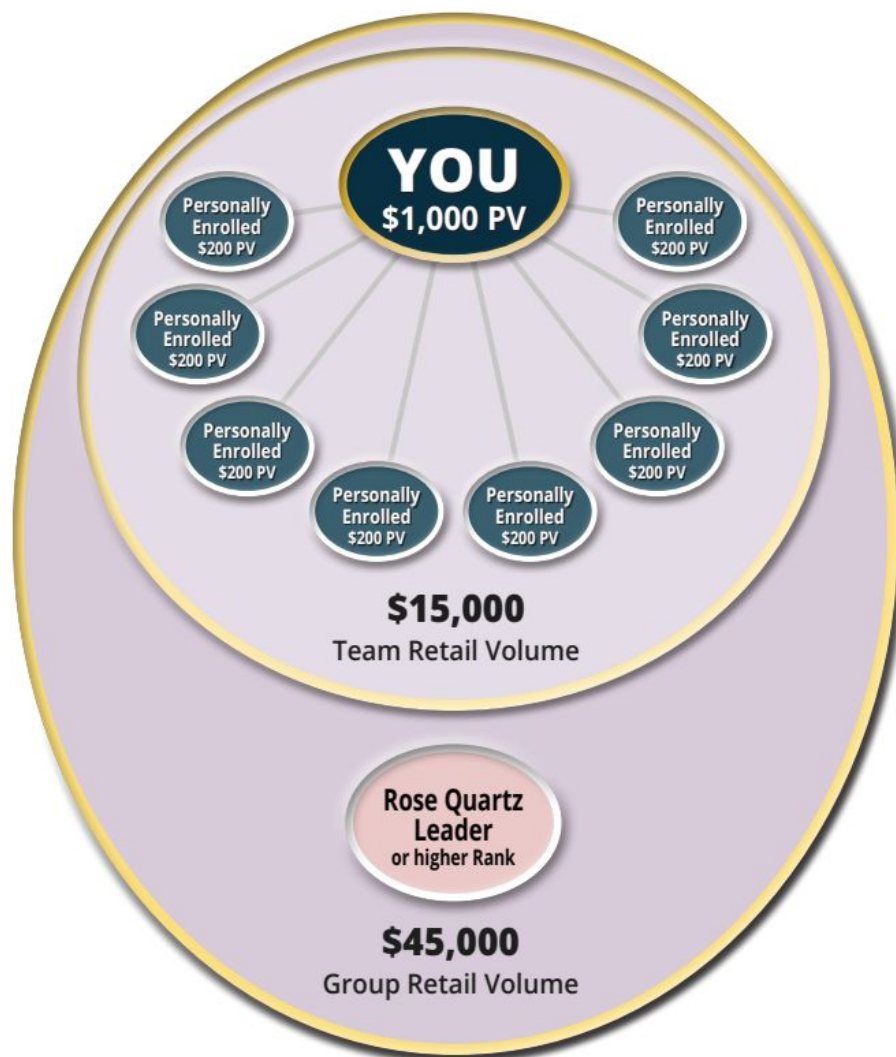 YOU
$1,000 PV
Personally
Enrolled
$200 PV
Personally
Enrolled
$200 PV
Personally
Enrolled
$200 PV
Personally
Enrolled
$200 PV
Personally
Enrolled
$200 PV
Personally
Enrolled
$200 PV
Personally
Enrolled
$200 PV
Personally
Enrolled
$200 PV
$15,000
Team Retail Volume
Rose Quartz
Leader
or higher Rank
$45,000
Group Retail Volume